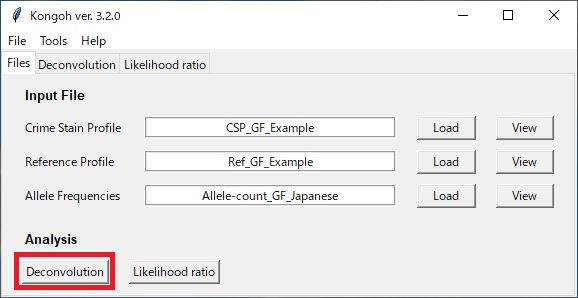 Kongoh ver. 3.2.0
File Tools Help
Files Deconvolution Likelihood ratio
Input File
Crime Stain Profile CSP_GF_Example Load View
Reference Profile Ref_GF_Example Load View
Allele Frequencies Allele-count_GF_Japanese Load View
Analysis
Deconvolution Likelihood ratio